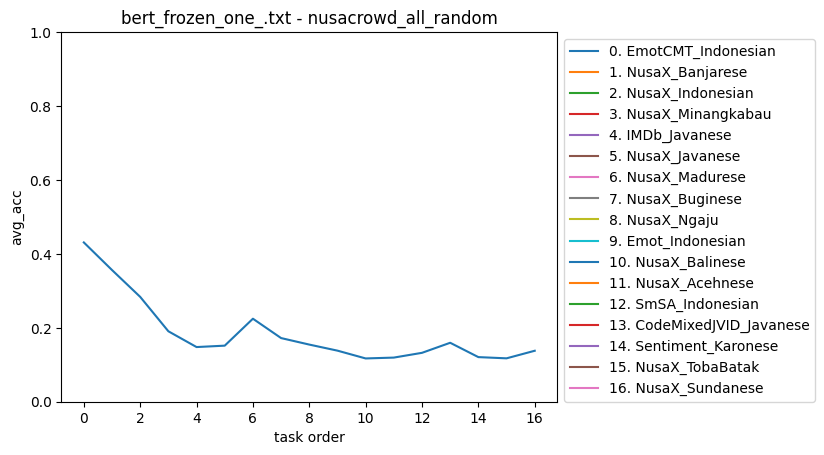 bert_frozen_one_.txt - nusacrowd_all_random
1.0
0.8
0.6
0.4
0.2
0.0
avg_acc
0 2 4 6 8 10 12 14 16
task order
0. EmotCMT_Indonesian
1. NusaX_Banjarese
2. NusaX_Indonesian
3. NusaX_Minangkabau
4. IMDb_Javanese
5. NusaX_Javanese
6. NusaX_Madurese
7. NusaX_Buginese
8. NusaX_Ngaju
9. Emot_Indonesian
10. NusaX_Balinese
11. NusaX_Acehnese
12. SmSA_Indonesian
13. CodeMixedJVID_Javanese
14. Sentiment_Karonese
15. NusaX_TobaBatak
16. NusaX_Sundanese